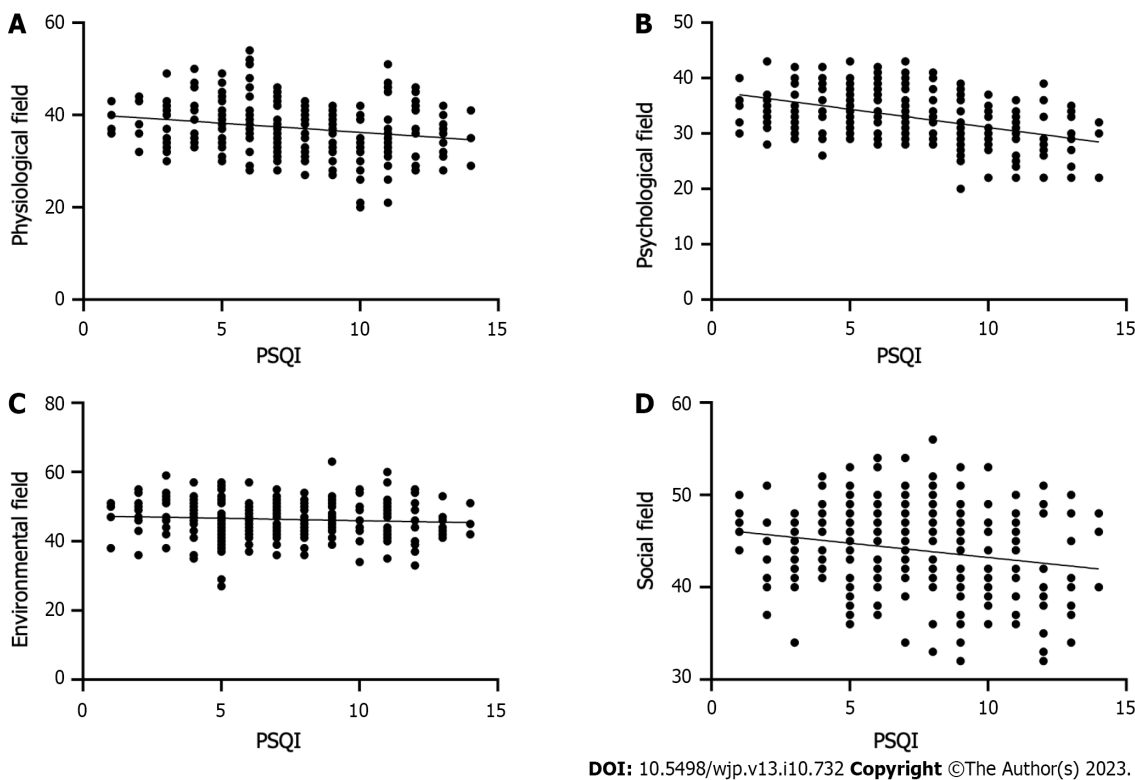 A
60
40
20
0
Physiological field
0 5 10 15
PSQI
B
50
40
30
20
10
0
Psychological field
0 5 10 15
PSQI
C
80
60
40
20
0
Environmental field
0 5 10 15
PSQI
D
60
50
40
30
Social field
0 5 10 15
PSQI
DOI: 10.5498/wjp.v13.i10.732 Copyright ©The Author(s) 2023.